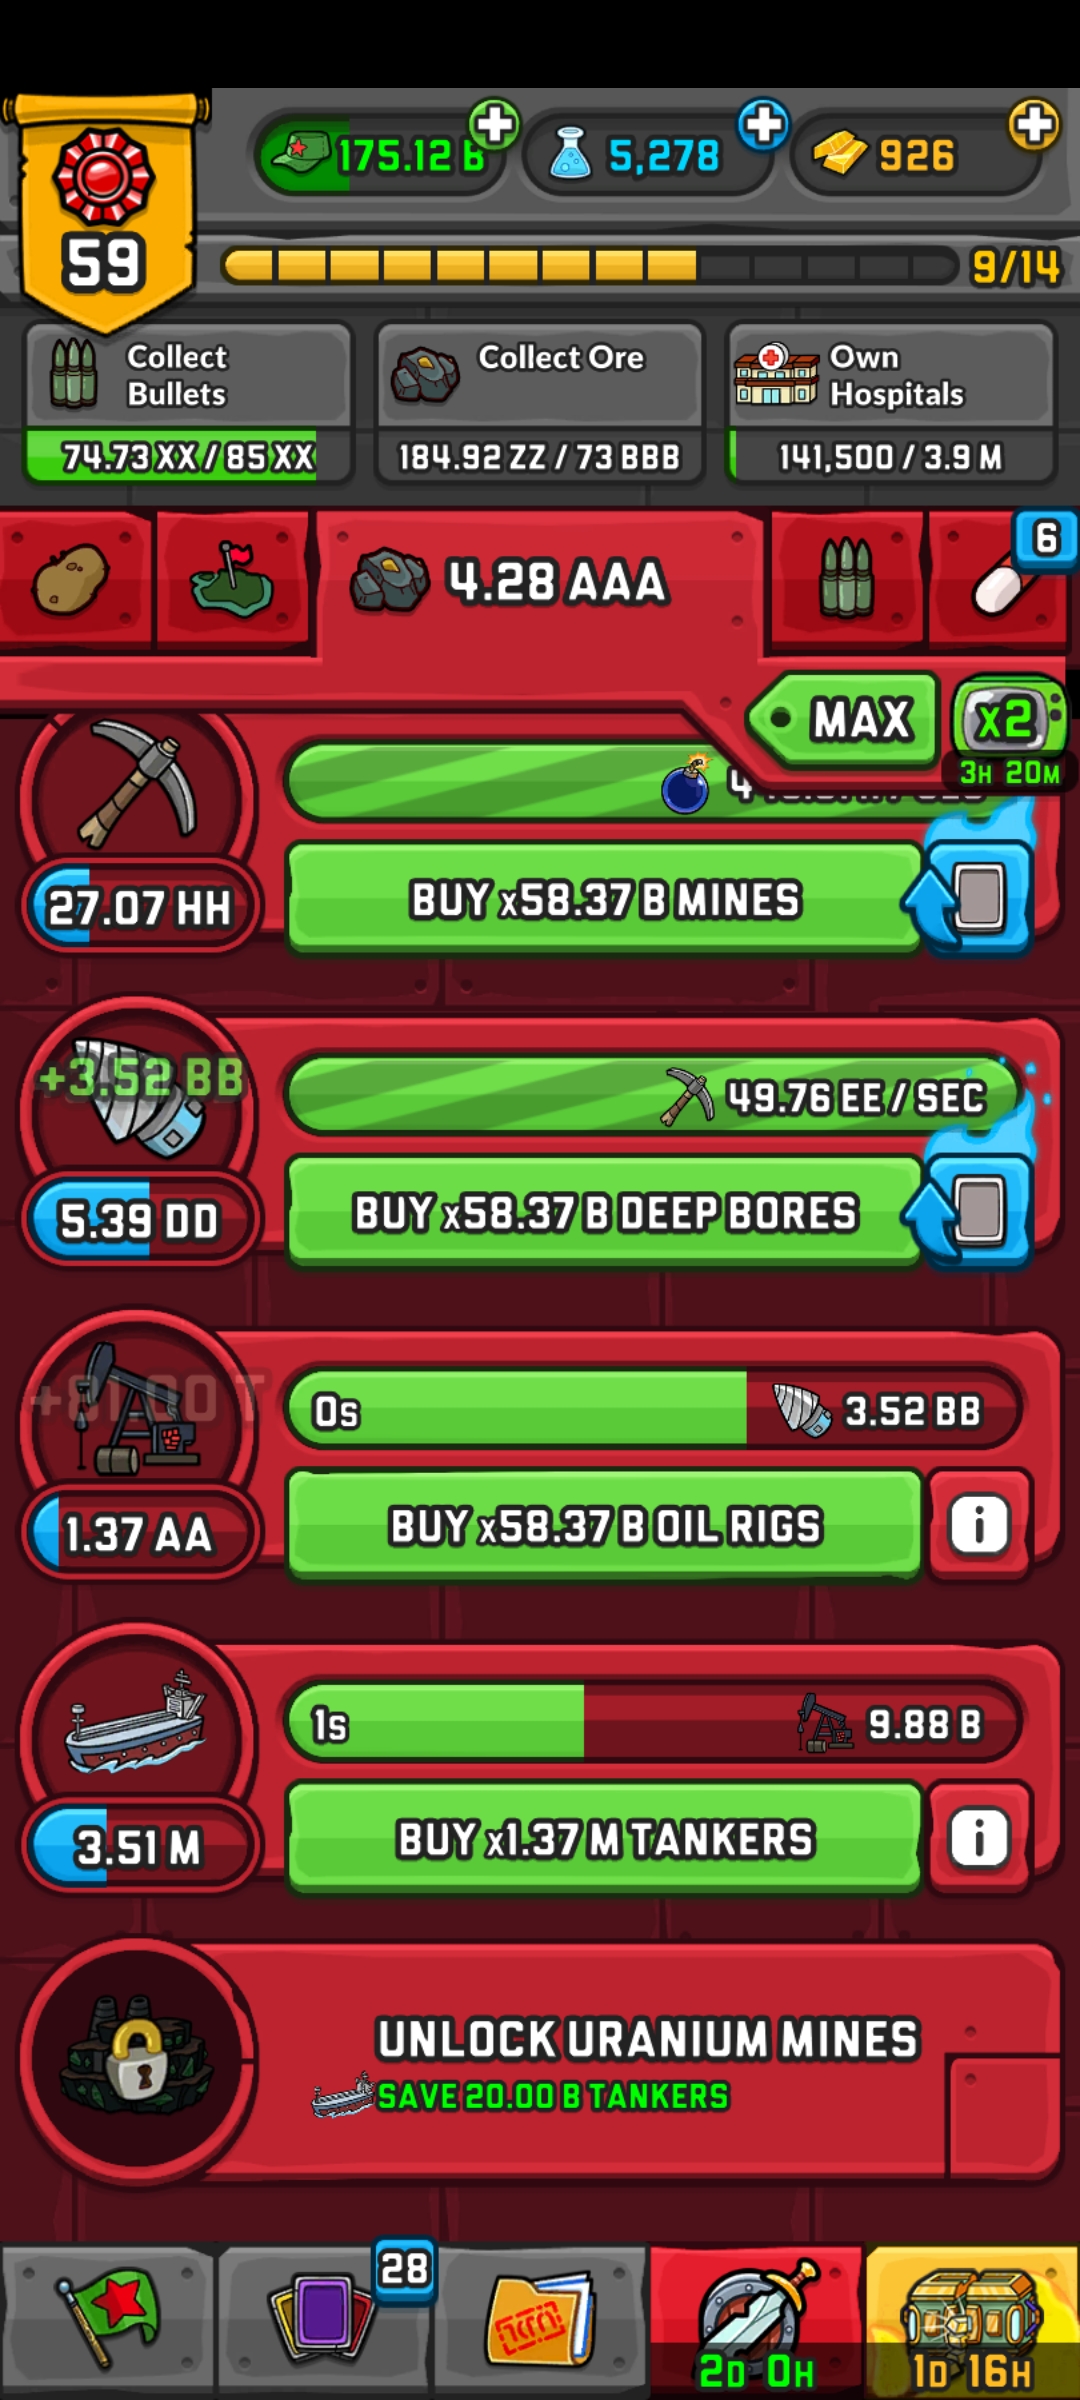 175.12 B
5,278
926
59
9/14
Collect
Bullets
Collect Ore
Own
Hospitals
74.73 XX / 85 XX
184.92 ZZ / 73 BBB
141,500 / 3.9 M
6
4.28 AAA
MAX
x2
3H 20M
27.07 HH
BUY x58.37 B MINES
+3.52 BB
49.76 EE / SEC
5.39 DD
BUY x58.37 B DEEP BORES
+81.00 T
0s
3.52 BB
1.37 AA
BUY x58.37 B OIL RIGS
i
1s
9.88 B
3.51 M
BUY x1.37 M TANKERS
i
UNLOCK URANIUM MINES
SAVE 20.00 B TANKERS
28
2D 0H
1D 16H